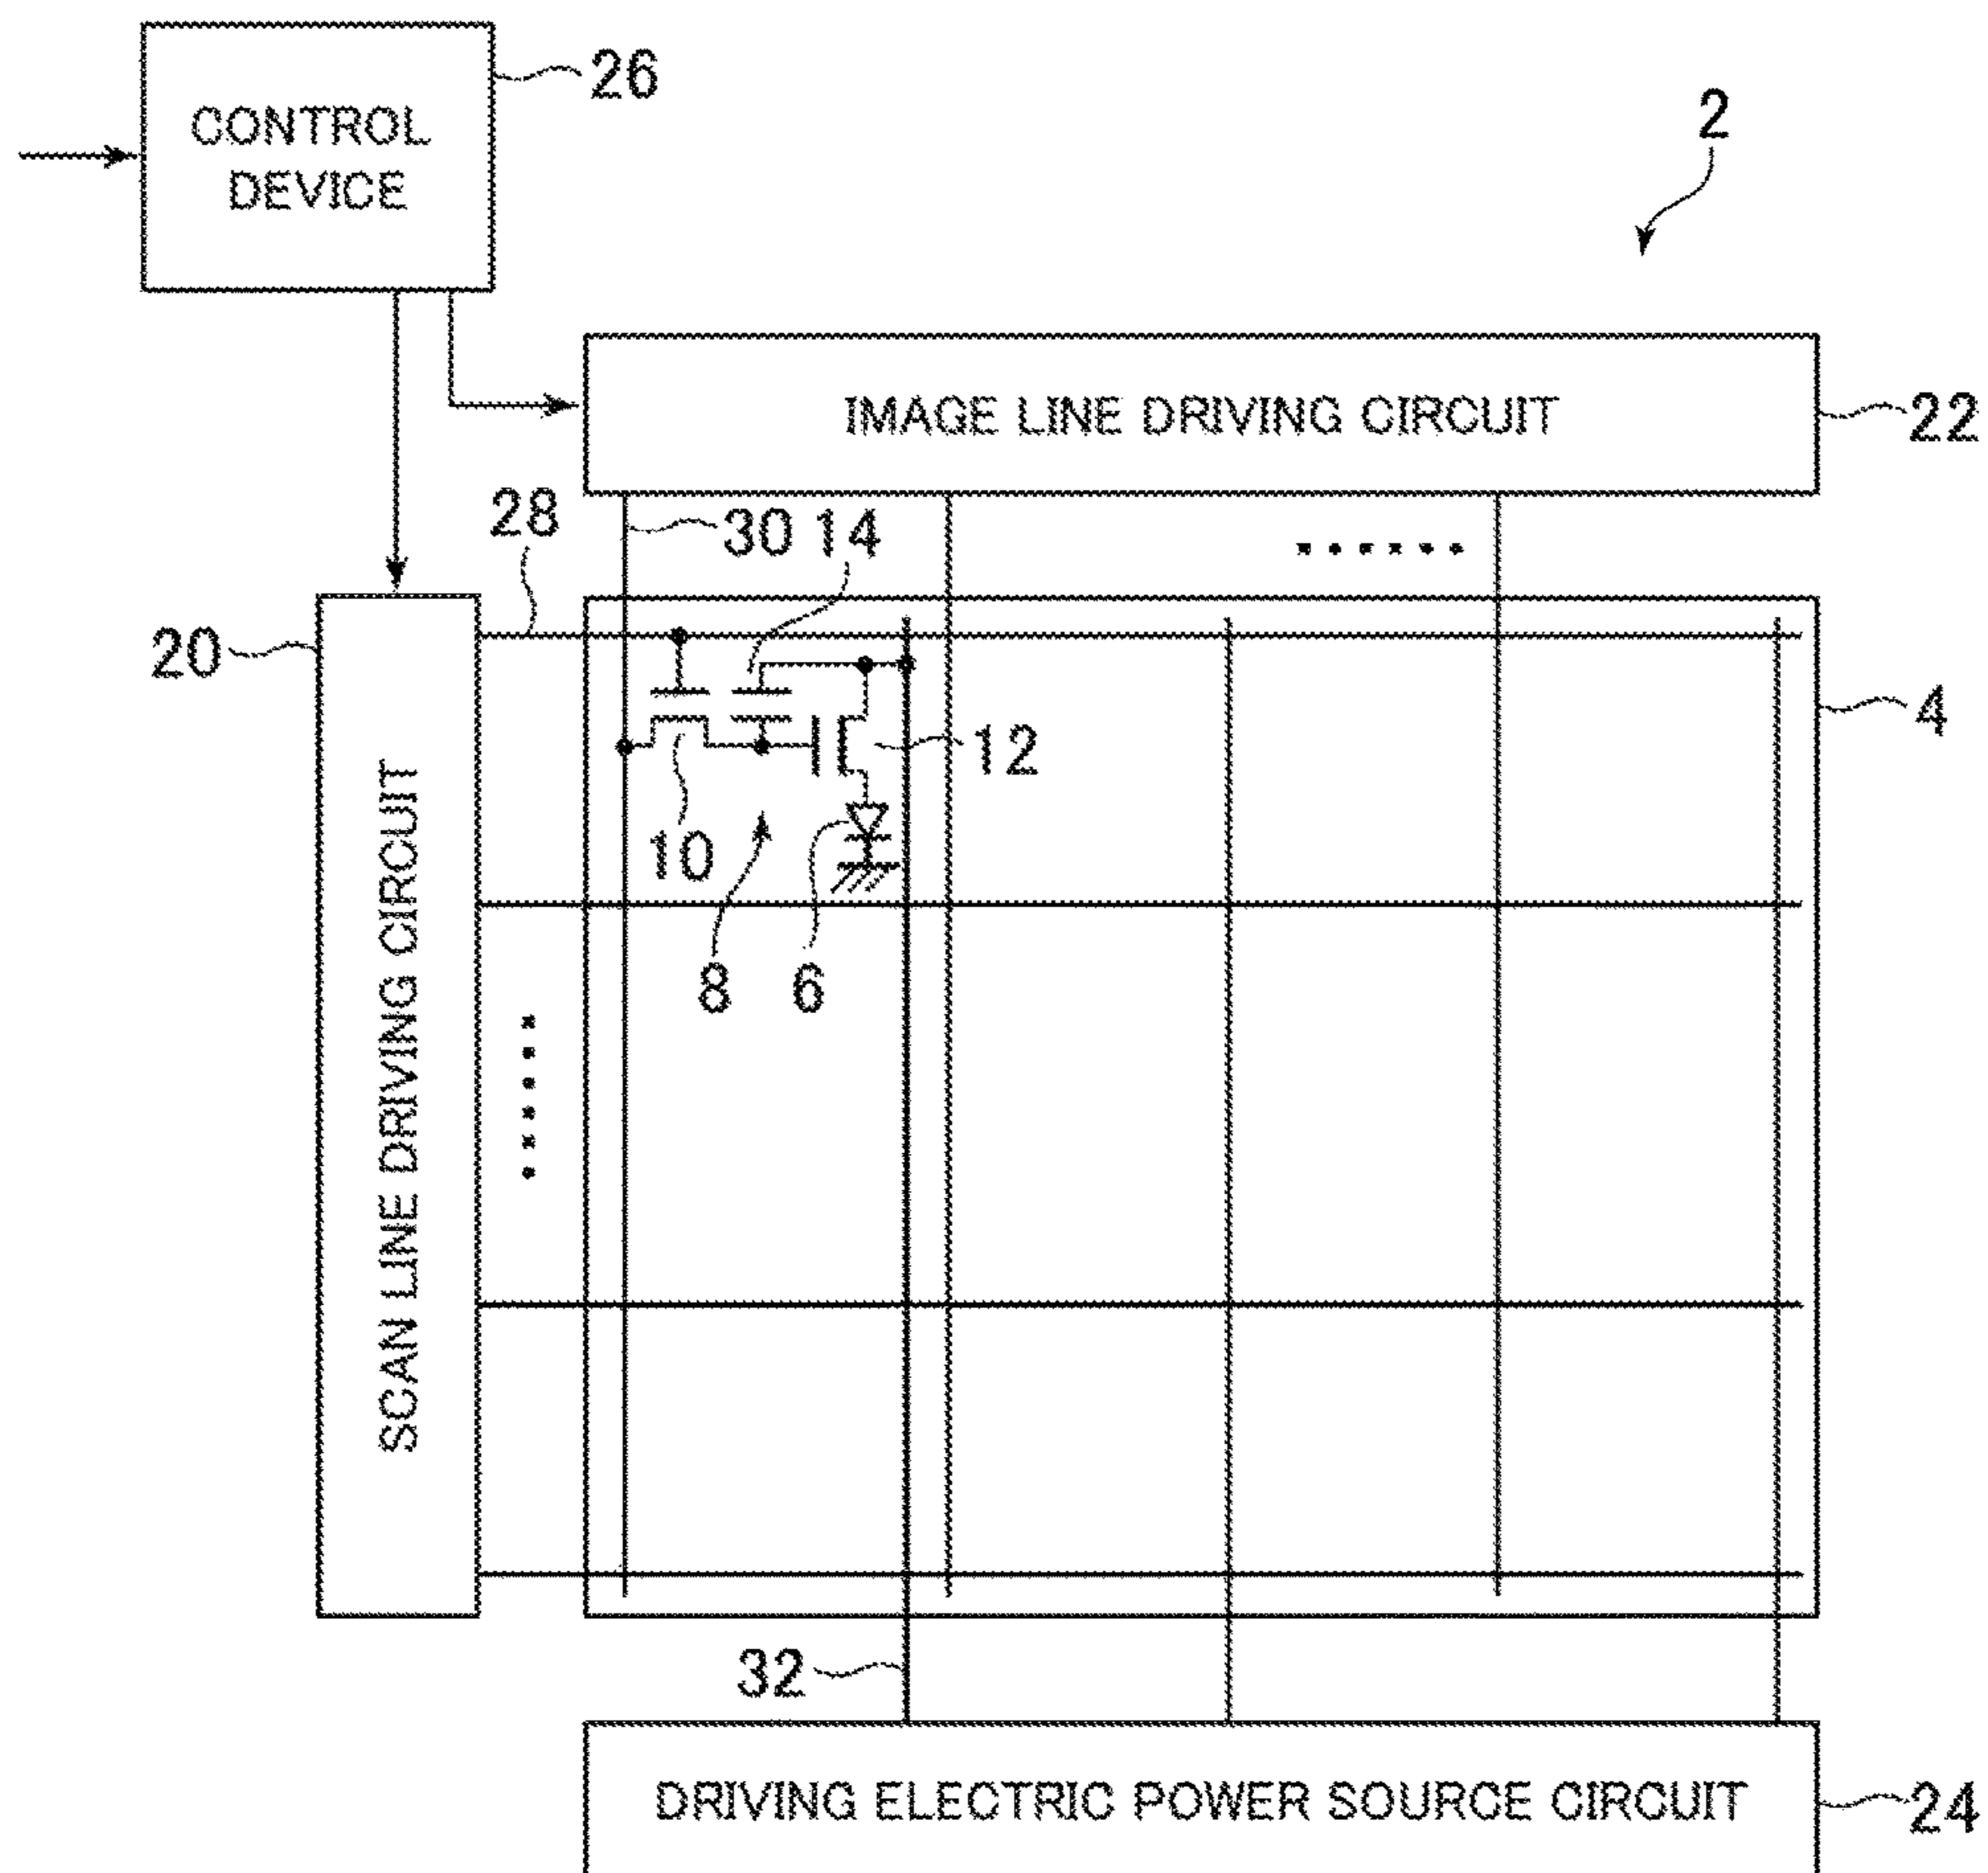 26
CONTROL
DEVICE
2
IMAGE LINE DRIVING CIRCUIT
22
28
30
14
20
4
12
10
8
6
SCAN LINE DRIVING CIRCUIT
32
DRIVING ELECTRIC POWER SOURCE CIRCUIT
24